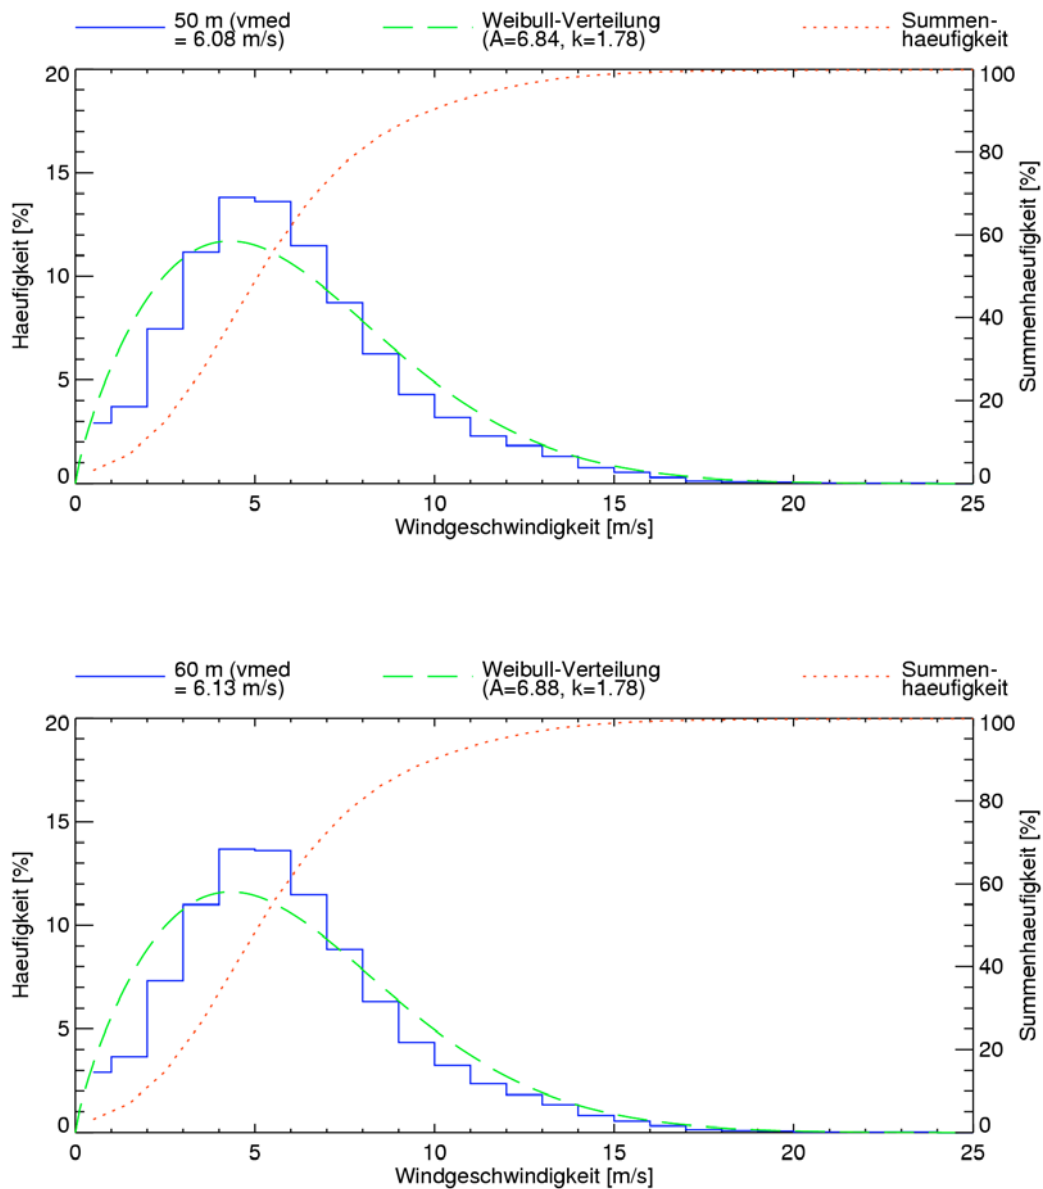 50 m (vmed
= 6.08 m/s)
Weibull-Verteilung
(A=6.84, k=1.78)
Summen-
haeufigkeit
20
15
10
5
0
Haeufigkeit [%]
100
80
60
40
20
0
Summenhaeufigkeit [%]
0 5 10 15 20 25
Windgeschwindigkeit [m/s]
60 m (vmed
= 6.13 m/s)
Weibull-Verteilung
(A=6.88, k=1.78)
Summen-
haeufigkeit
20
15
10
5
0
Haeufigkeit [%]
100
80
60
40
20
0
Summenhaeufigkeit [%]
0 5 10 15 20 25
Windgeschwindigkeit [m/s]